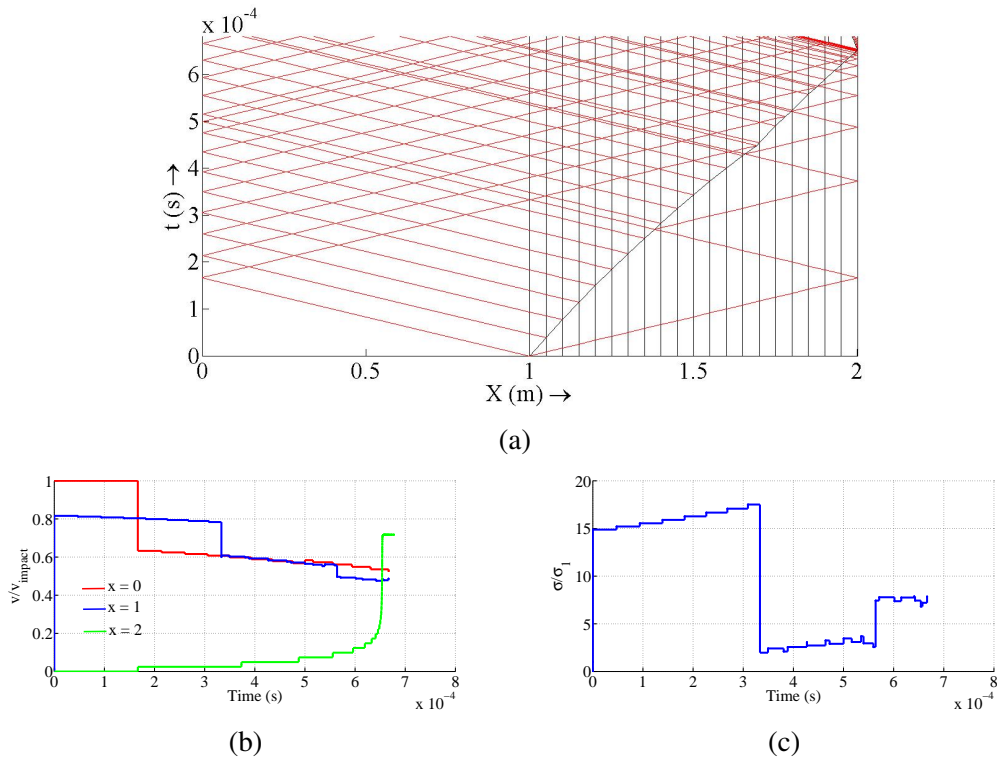 x 10⁻⁴
6
5
4
3
2
1
0
t (s) →
0 0.5 1 1.5 2
X (m) →
(a)
1
0.8
0.6
0.4
0.2
0
v/v_impact
x = 0
x = 1
x = 2
0 1 2 3 4 5 6 7 8
Time (s)
x 10⁻⁴
(b)
20
15
10
5
0
σ/σ₁
0 1 2 3 4 5 6 7 8
Time (s)
x 10⁻⁴
(c)